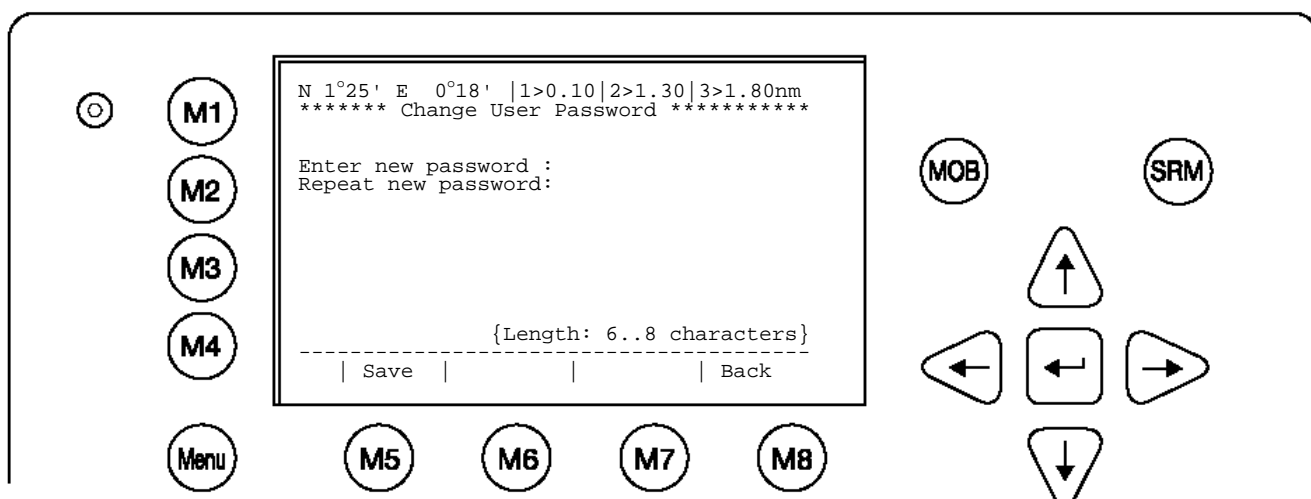 N 1°25' E 0°18' |1>0.10|2>1.30|3>1.80nm
******* Change User Password ***********
Enter new password :
Repeat new password:
{Length: 6..8 characters}
----------------------------------------
| Save | | | Back
M1
M2
M3
M4
Menu
M5
M6
M7
M8
MOB
SRM